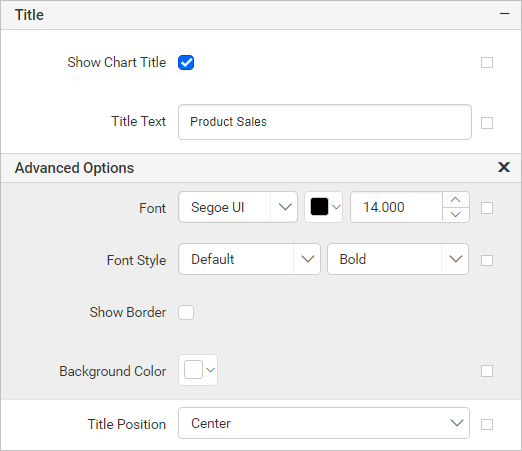 Title
Show Chart Title
Title Text Product Sales
Advanced Options
Font Segoe UI 14.000
Font Style Default Bold
Show Border
Background Color
Title Position Center